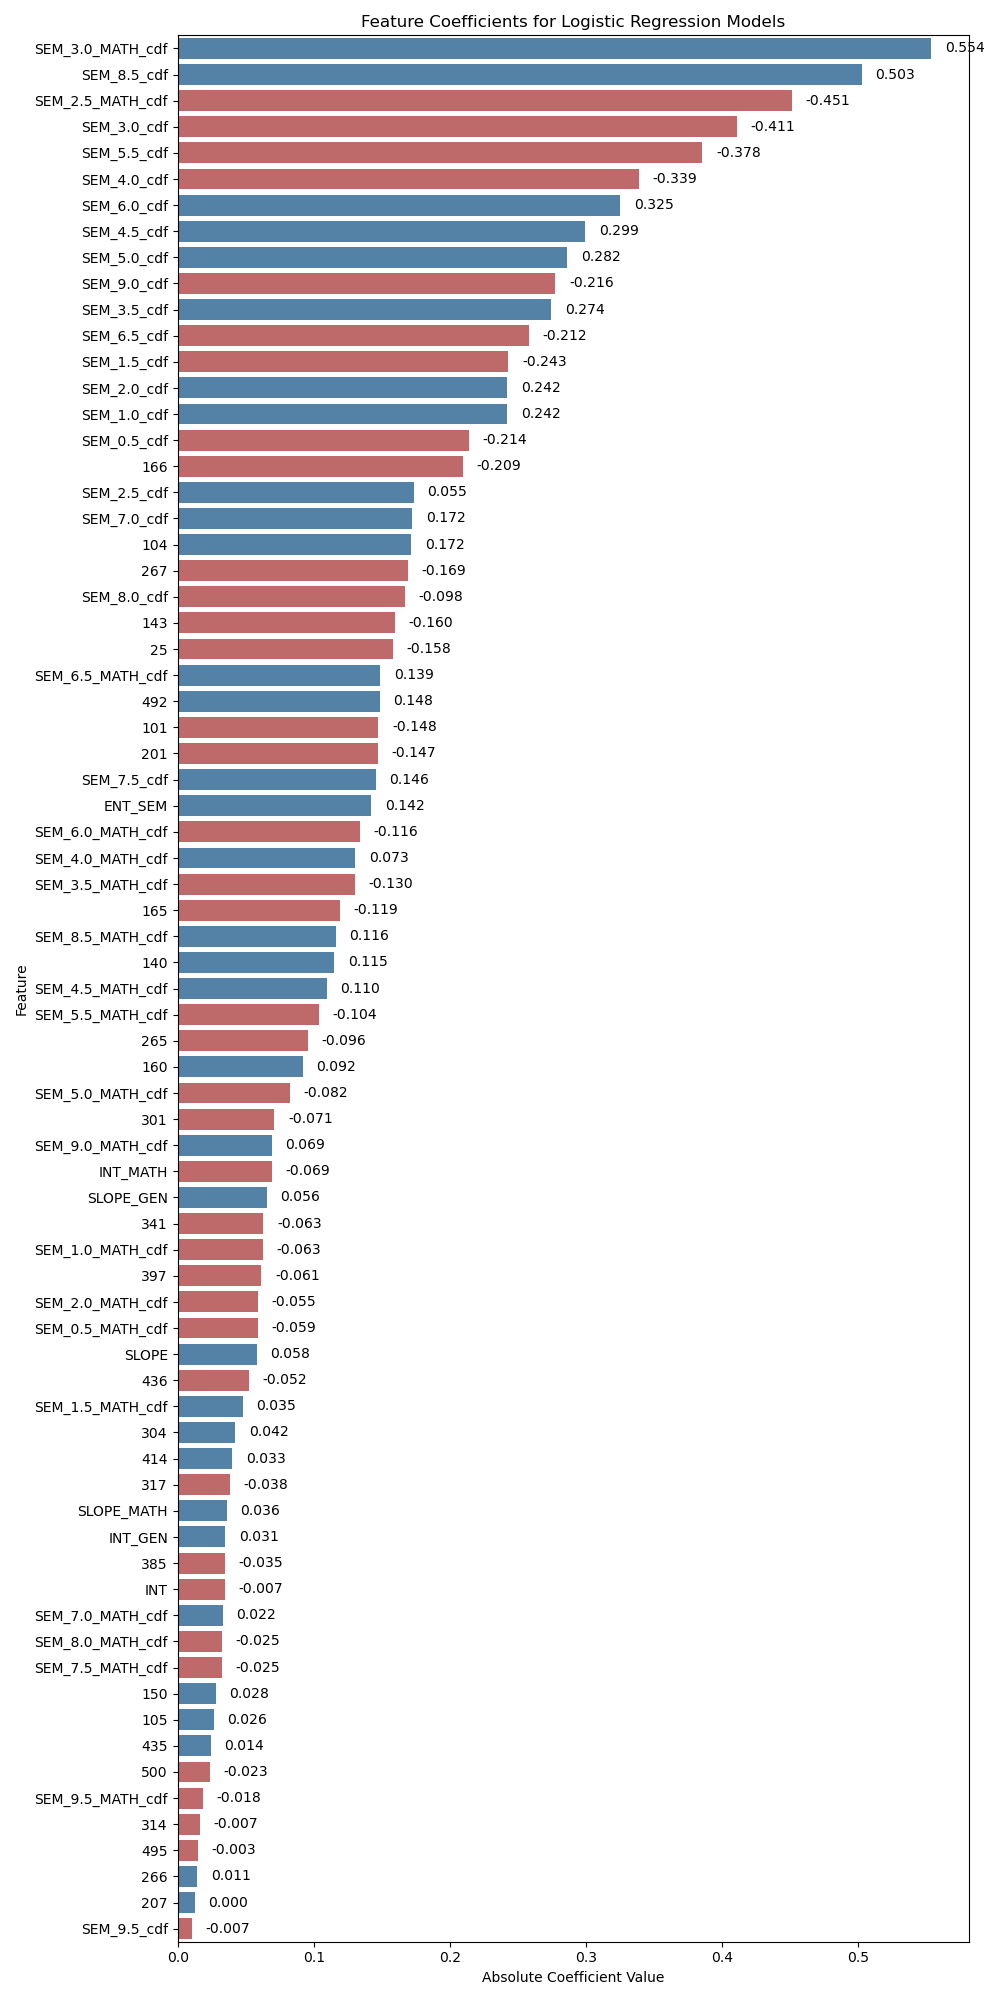 Feature Coefficients for Logistic Regression Models
SEM_3.0_MATH_cdf 0.554
SEM_8.5_cdf 0.503
SEM_2.5_MATH_cdf -0.451
SEM_3.0_cdf -0.411
SEM_5.5_cdf -0.378
SEM_4.0_cdf -0.339
SEM_6.0_cdf 0.325
SEM_4.5_cdf 0.299
SEM_5.0_cdf 0.282
SEM_9.0_cdf -0.216
SEM_3.5_cdf 0.274
SEM_6.5_cdf -0.212
SEM_1.5_cdf -0.243
SEM_2.0_cdf 0.242
SEM_1.0_cdf 0.242
SEM_0.5_cdf -0.214
166 -0.209
SEM_2.5_cdf 0.055
SEM_7.0_cdf 0.172
104 0.172
267 -0.169
SEM_8.0_cdf -0.098
143 -0.160
25 -0.158
SEM_6.5_MATH_cdf 0.139
492 0.148
101 -0.148
201 -0.147
SEM_7.5_cdf 0.146
ENT_SEM 0.142
SEM_6.0_MATH_cdf -0.116
SEM_4.0_MATH_cdf 0.073
SEM_3.5_MATH_cdf -0.130
165 -0.119
SEM_8.5_MATH_cdf 0.116
140 0.115
SEM_4.5_MATH_cdf 0.110
Feature
SEM_5.5_MATH_cdf -0.104
265 -0.096
160 0.092
SEM_5.0_MATH_cdf -0.082
301 -0.071
SEM_9.0_MATH_cdf 0.069
INT_MATH -0.069
SLOPE_GEN 0.056
341 -0.063
SEM_1.0_MATH_cdf -0.063
397 -0.061
SEM_2.0_MATH_cdf -0.055
SEM_0.5_MATH_cdf -0.059
SLOPE 0.058
436 -0.052
SEM_1.5_MATH_cdf 0.035
304 0.042
414 0.033
317 -0.038
SLOPE_MATH 0.036
INT_GEN 0.031
385 -0.035
INT -0.007
SEM_7.0_MATH_cdf 0.022
SEM_8.0_MATH_cdf -0.025
SEM_7.5_MATH_cdf -0.025
150 0.028
105 0.026
435 0.014
500 -0.023
SEM_9.5_MATH_cdf -0.018
314 -0.007
495 -0.003
266 0.011
207 0.000
SEM_9.5_cdf -0.007
0.0 0.1 0.2 0.3 0.4 0.5
Absolute Coefficient Value